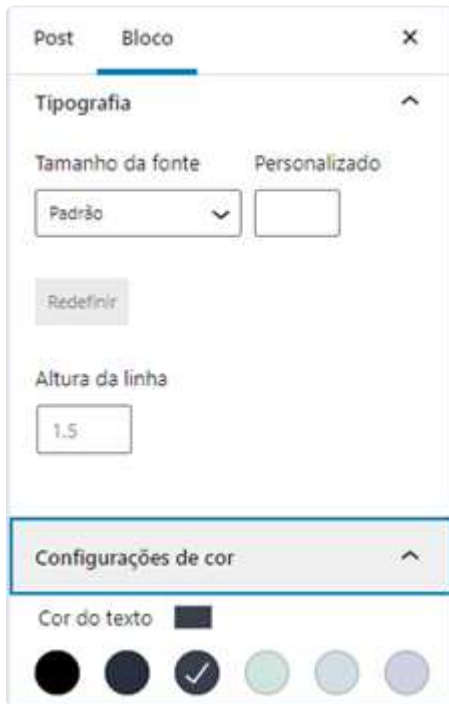 Post Bloco
Tipografia
Tamanho da fonte Personalizado
Padrão
Redefinir
Altura da linha
1.5
Configurações de cor
Cor do texto